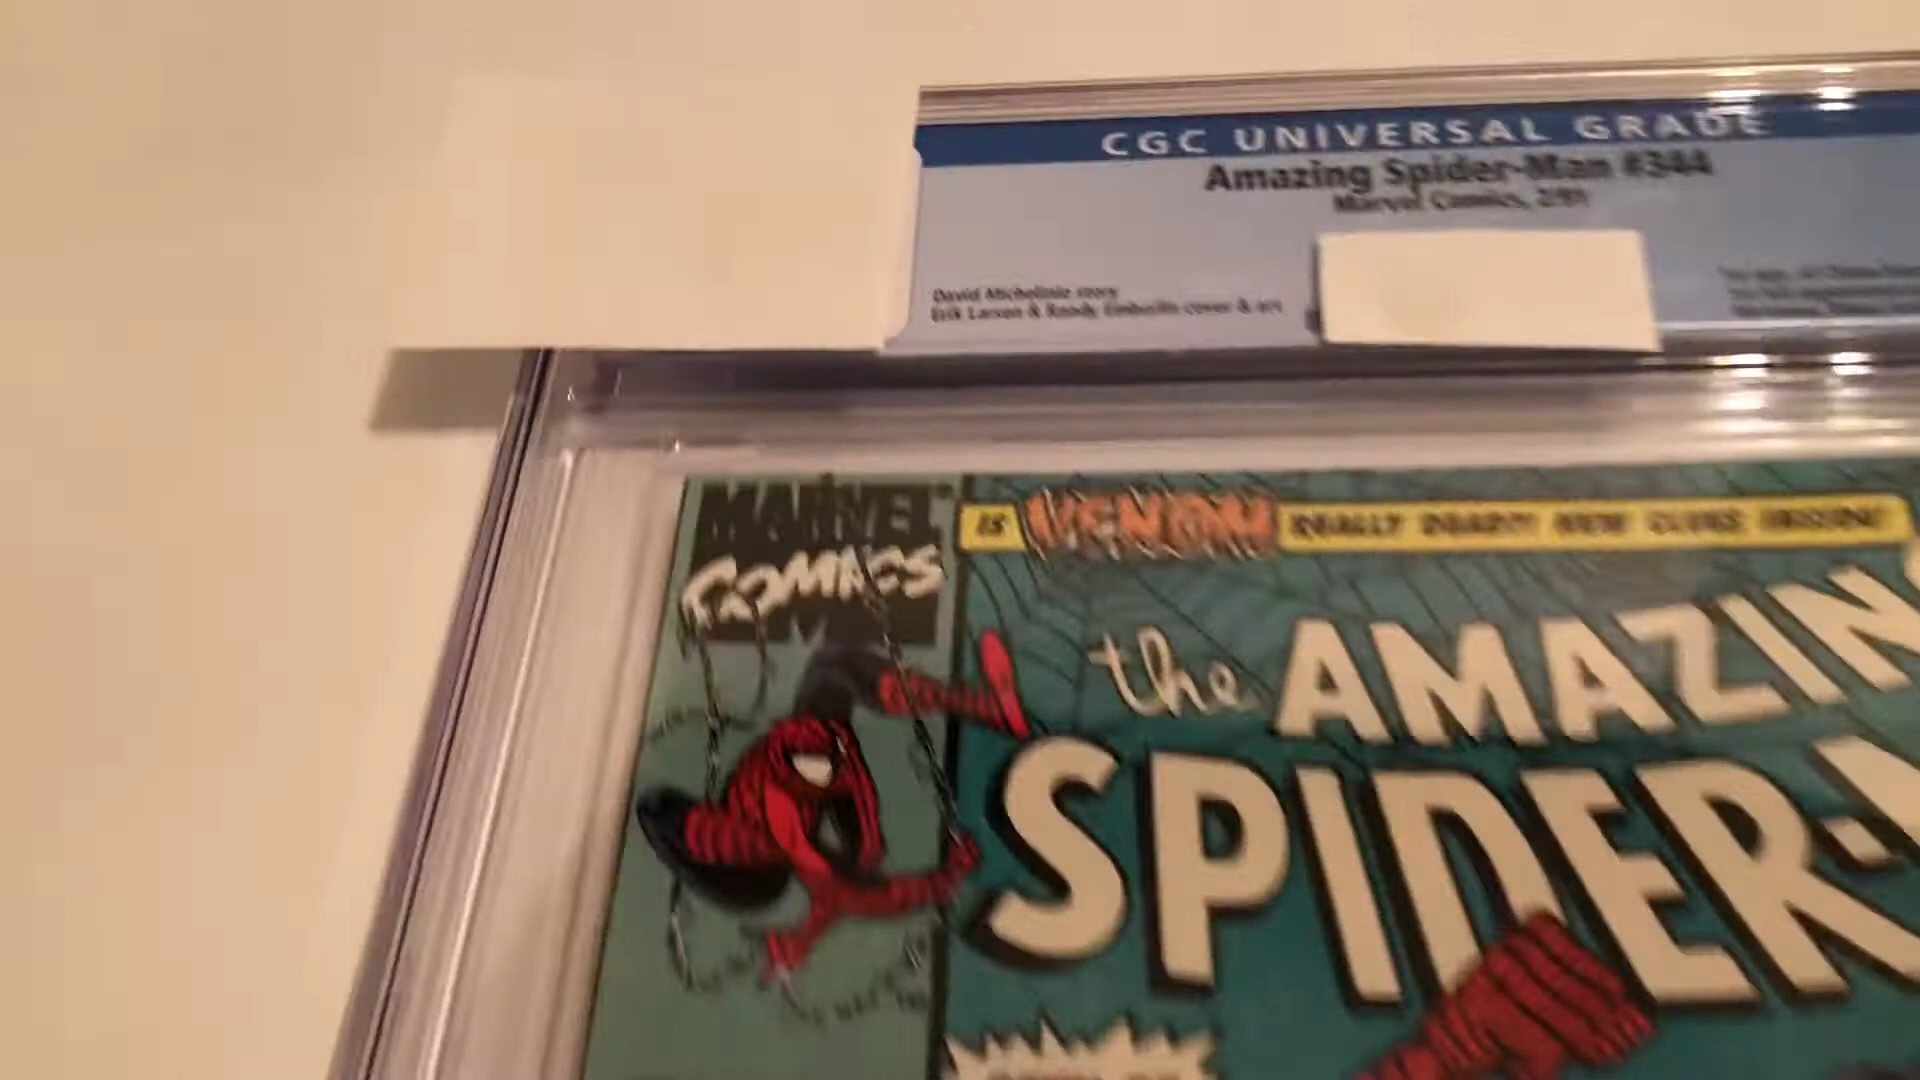 CGC UNIVERSAL GRADE
Amazing Spider-Man #344
Marvel Comics, 2/91
David Michelinie story
Erik Larsen & Randy Emberlin cover & art
MARVEL
COMICS
IS VENOM REALLY DEAD? NEW CLUES INSIDE!
the AMAZIN
SPIDER-